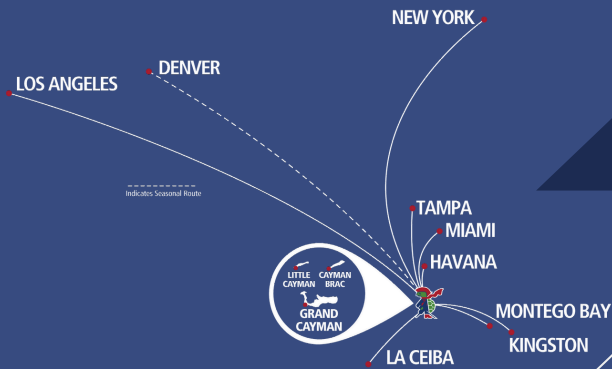 NEW YORK
DENVER
LOS ANGELES
Indicates Seasonal Route
TAMPA
MIAMI
HAVANA
LITTLE
CAYMAN
CAYMAN
BRAC
GRAND
CAYMAN
MONTEGO BAY
KINGSTON
LA CEIBA